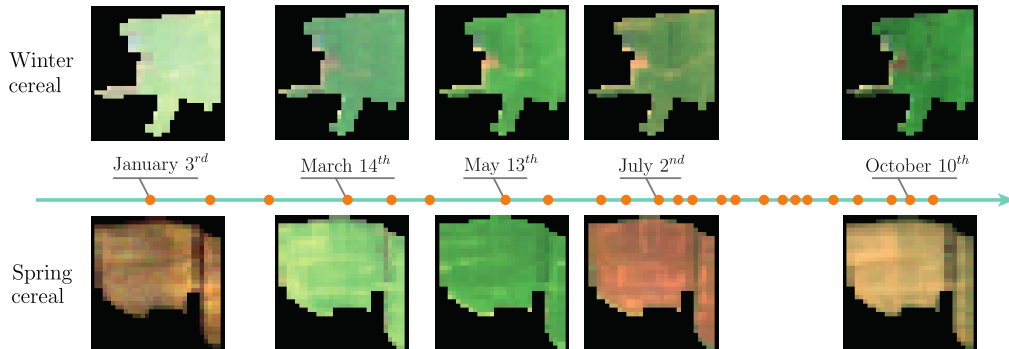 Winter
cereal
January 3rd
March 14th
May 13th
July 2nd
October 10th
Spring
cereal